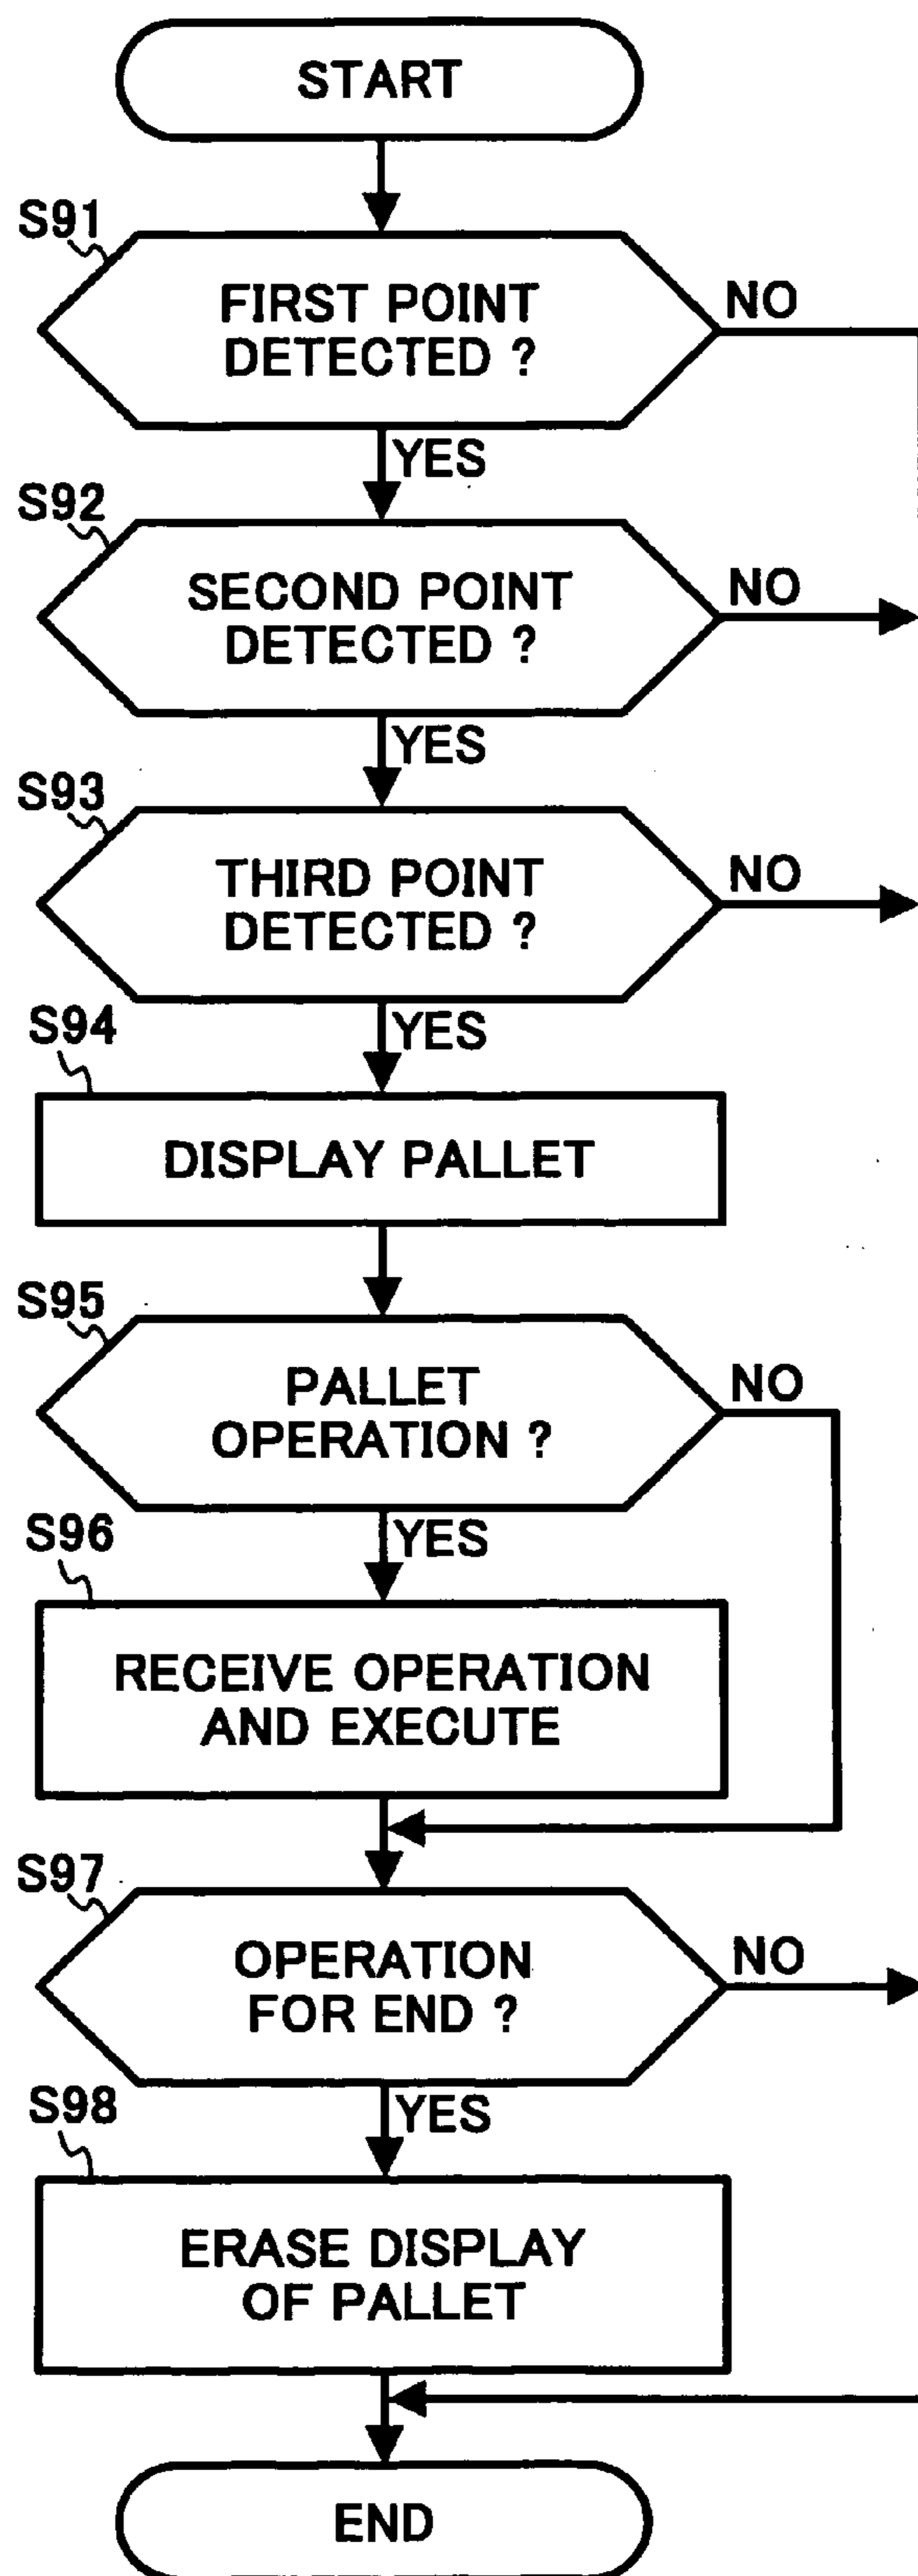 START
S91
FIRST POINT
DETECTED ?
NO
YES
S92
SECOND POINT
DETECTED ?
NO
YES
S93
THIRD POINT
DETECTED ?
NO
YES
S94
DISPLAY PALLET
S95
PALLET
OPERATION ?
NO
YES
S96
RECEIVE OPERATION
AND EXECUTE
S97
OPERATION
FOR END ?
NO
YES
S98
ERASE DISPLAY
OF PALLET
END